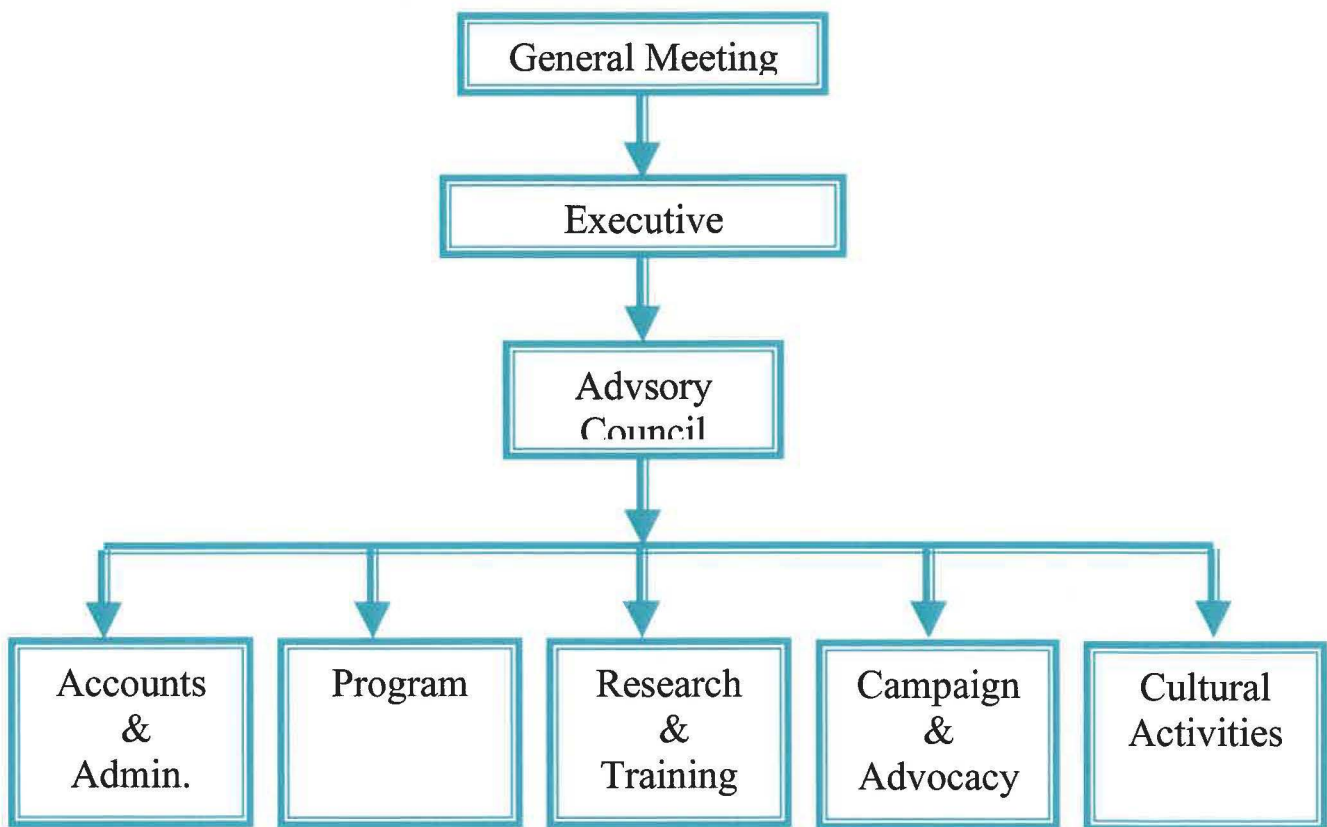 General Meeting
Executive
Advsory
Council
Accounts
&
Admin.
Program
Research
&
Training
Campaign
&
Advocacy
Cultural
Activities